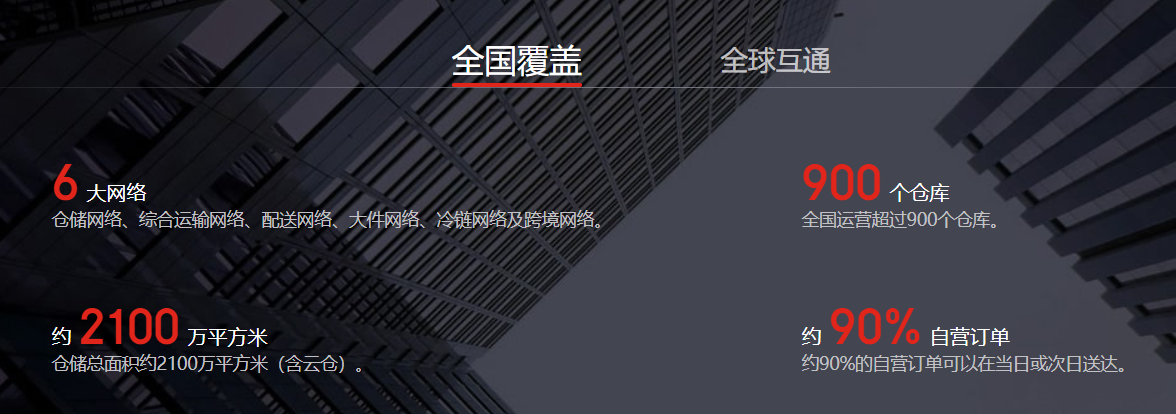 全国覆盖
全球互通
6 大网络
仓储网络、综合运输网络、配送网络、大件网络、冷链网络及跨境网络。
900 个仓库
全国运营超过900个仓库。
约 2100 万平方米
仓储总面积约2100万平方米（含云仓）。
约 90% 自营订单
约90%的自营订单可以在当日或次日送达。